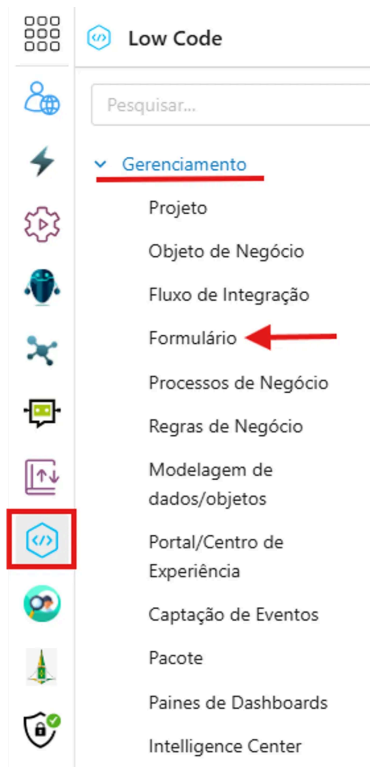 Low Code
Pesquisar...
Gerenciamento
Projeto
Objeto de Negócio
Fluxo de Integração
Formulário
Processos de Negócio
Regras de Negócio
Modelagem de
dados/objetos
Portal/Centro de
Experiência
Captação de Eventos
Pacote
Paines de Dashboards
Intelligence Center